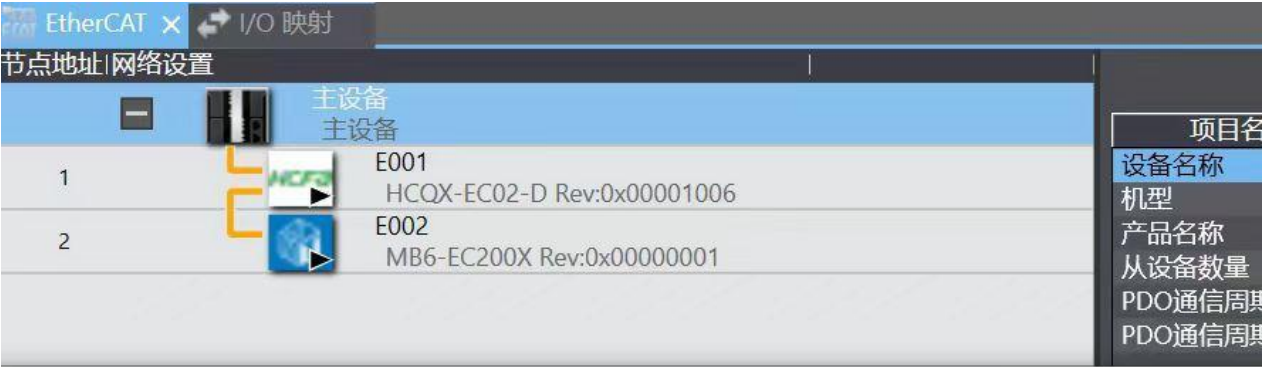 EtherCAT
I/O 映射
节点地址|网络设置
主设备
主设备
1
E001
HCQX-EC02-D Rev:0x00001006
2
E002
MB6-EC200X Rev:0x00000001
项目名
设备名称
机型
产品名称
从设备数量
PDO通信周期
PDO通信周期